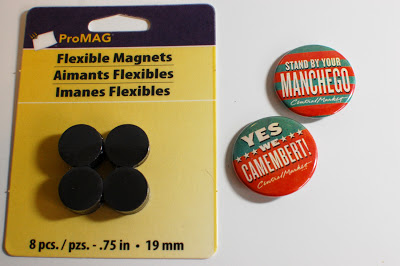 ProMAG®
Flexible Magnets
Aimants Flexibles
Imanes Flexibles
8 pcs. / pzs. - .75 in • 19 mm
STAND BY YOUR
MANCHEGO
Central Market
YES
WE
CAMEMBERT!
Central Market